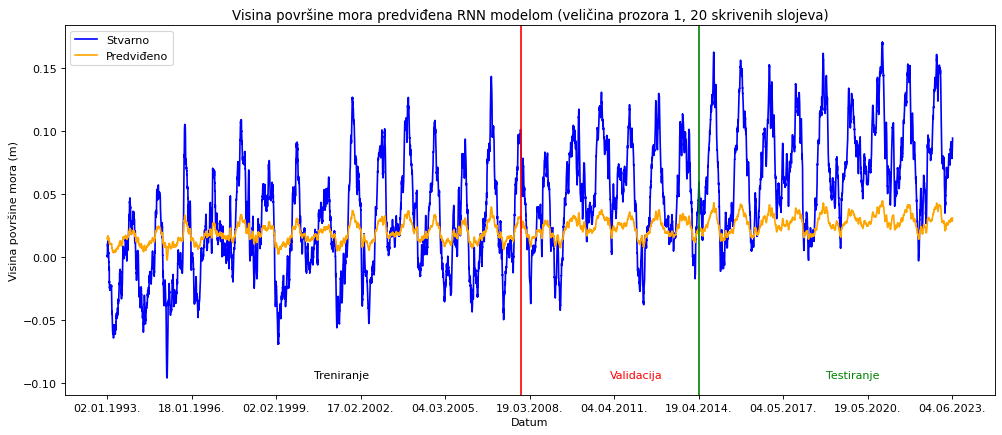 Visina površine mora predviđena RNN modelom (veličina prozora 1, 20 skrivenih slojeva)
Stvarno
Predviđeno
Visina površine mora (m)
0.15
0.10
0.05
0.00
−0.05
−0.10
Treniranje
Validacija
Testiranje
02.01.1993.
18.01.1996.
02.02.1999.
17.02.2002.
04.03.2005.
19.03.2008.
04.04.2011.
19.04.2014.
04.05.2017.
19.05.2020.
04.06.2023.
Datum